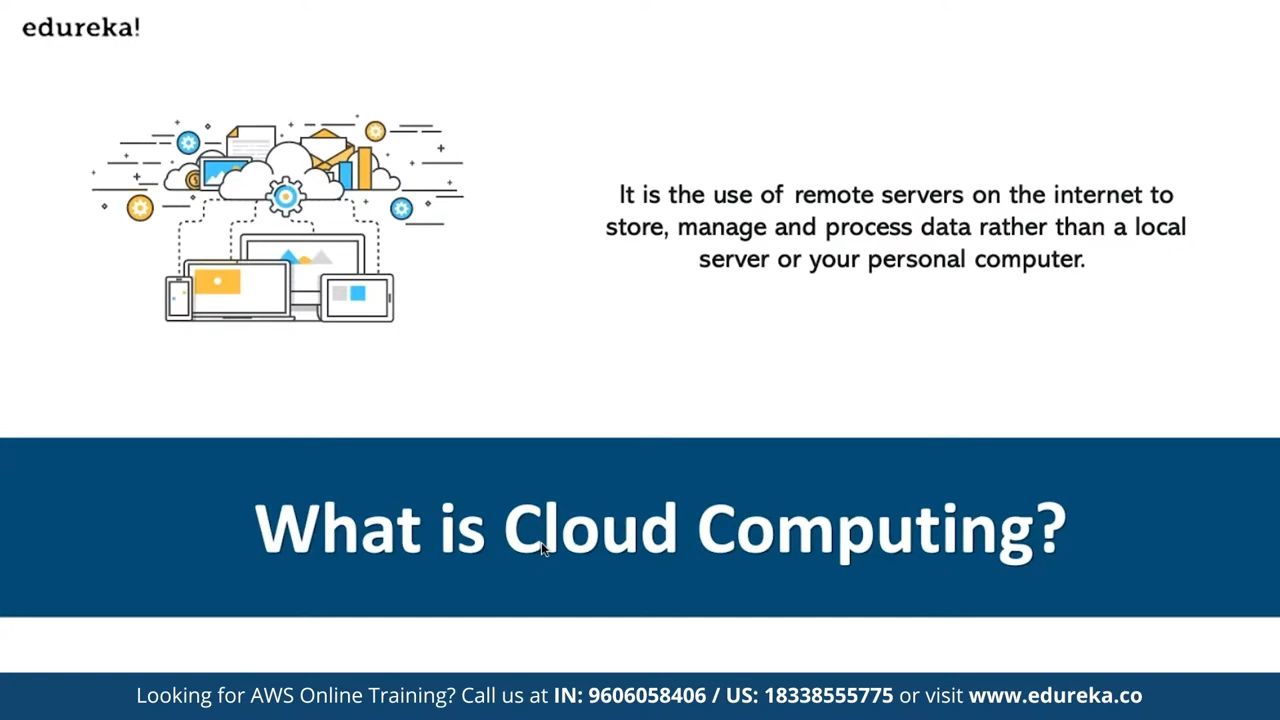 edureka!
It is the use of remote servers on the internet to
store, manage and process data rather than a local
server or your personal computer.
What is Cloud Computing?
Looking for AWS Online Training? Call us at IN: 9606058406 / US: 18338555775 or visit www.edureka.co